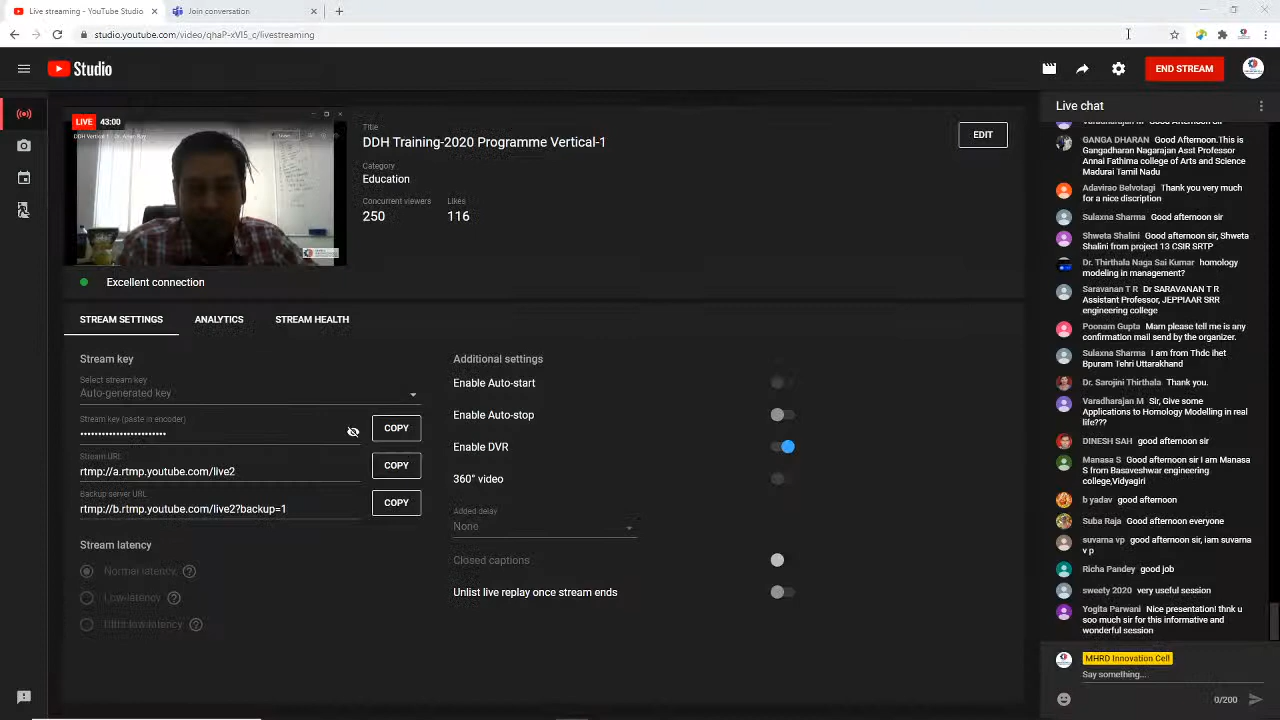 Live streaming - YouTube Studio
Join conversation
studio.youtube.com/video/qhaP-xVI5_c/livestreaming
Studio
END STREAM
LIVE 43:00
Title
DDH Training-2020 Programme Vertical-1
EDIT
Category
Education
Concurrent viewers
Likes
250
116
Excellent connection
STREAM SETTINGS
ANALYTICS
STREAM HEALTH
Stream key
Select stream key
Auto-generated key
Stream key (paste in encoder)
••••••••••••••••••••••••
COPY
Stream URL
rtmp://a.rtmp.youtube.com/live2
COPY
Backup server URL
rtmp://b.rtmp.youtube.com/live2?backup=1
COPY
Stream latency
Normal latency
Low-latency
Ultra low-latency
Additional settings
Enable Auto-start
Enable Auto-stop
Enable DVR
360° video
Added delay
None
Closed captions
Unlist live replay once stream ends
Live chat
Varadharajan M Good Afternoon sir
GANGA DHARAN Good Afternoon.This is
Gangadharan Nagarajan Asst Professor
Annai Fathima college of Arts and Science
Madurai Tamil Nadu
Adavirao Belvotagi Thank you very much
for a nice discription
Sulaxna Sharma Good afternoon sir
Shweta Shalini Good afternoon sir, Shweta
Shalini from project 13 CSIR SRTP
Dr. Thirthala Naga Sai Kumar homology
modeling in management?
Saravanan T R Dr SARAVANAN T R
Assistant Professor, JEPPIAAR SRR
engineering college
Poonam Gupta Mam please tell me is any
confirmation mail send by the organizer.
Sulaxna Sharma I am from Thdc ihet
Bpuram Tehri Uttarakhand
Dr. Sarojini Thirthala Thank you.
Varadharajan M Sir, Give some
Applications to Homology Modelling in real
life???
DINESH SAH good afternoon sir
Manasa S Good afternoon sir I am Manasa
S from Basaveshwar engineering
college,Vidyagiri
b yadav good afternoon
Suba Raja Good afternoon everyone
suvarna vp good afternoon sir, iam suvarna
v p
Richa Pandey good job
sweety 2020 very useful session
Yogita Parwani Nice presentation! thnk u
soo much sir for this informative and
wonderful session
MHRD Innovation Cell
Say something...
0/200